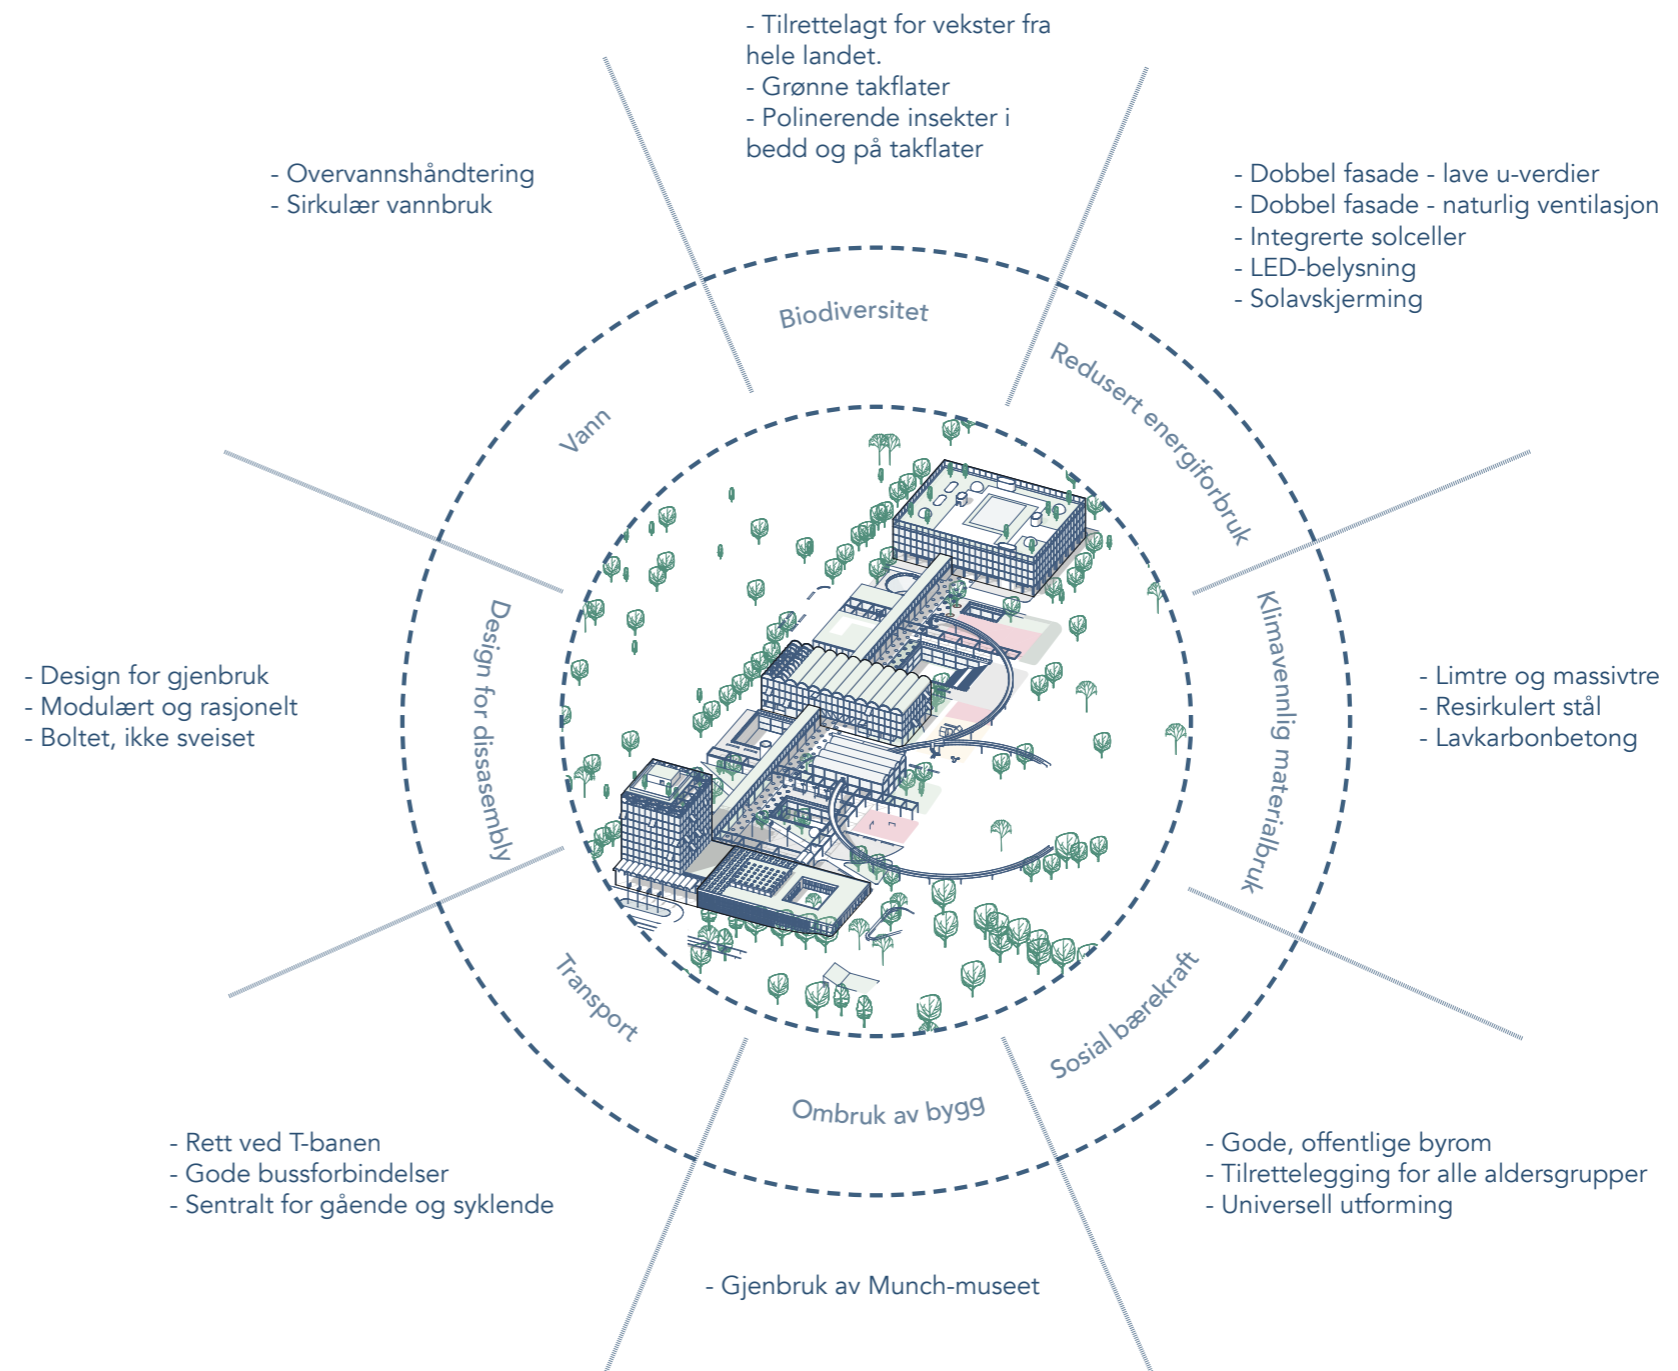 - Tilrettelagt for vekster fra
hele landet.
- Grønne takflater
- Polinerende insekter i
bedd og på takflater
- Overvannshåndtering
- Sirkulær vannbruk
- Dobbel fasade - lave u-verdier
- Dobbel fasade - naturlig ventilasjon
- Integrerte solceller
- LED-belysning
- Solavskjerming
Biodiversitet
Redusert energiforbruk
Vann
Design for dissasembly
Klimavennlig materialbruk
- Design for gjenbruk
- Modulært og rasjonelt
- Boltet, ikke sveiset
- Limtre og massivtre
- Resirkulert stål
- Lavkarbonbetong
Transport
Sosial bærekraft
Ombruk av bygg
- Rett ved T-banen
- Gode bussforbindelser
- Sentralt for gående og syklende
- Gode, offentlige byrom
- Tilrettelegging for alle aldersgrupper
- Universell utforming
- Gjenbruk av Munch-museet